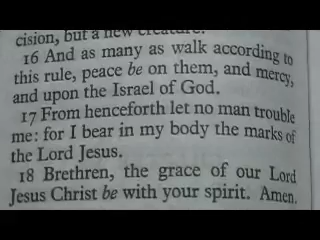 cision, but a new creature.
16 And as many as walk according to
this rule, peace be on them, and mercy,
and upon the Israel of God.
17 From henceforth let no man trouble
me: for I bear in my body the marks of
the Lord Jesus.
18 Brethren, the grace of our Lord
Jesus Christ be with your spirit. Amen.